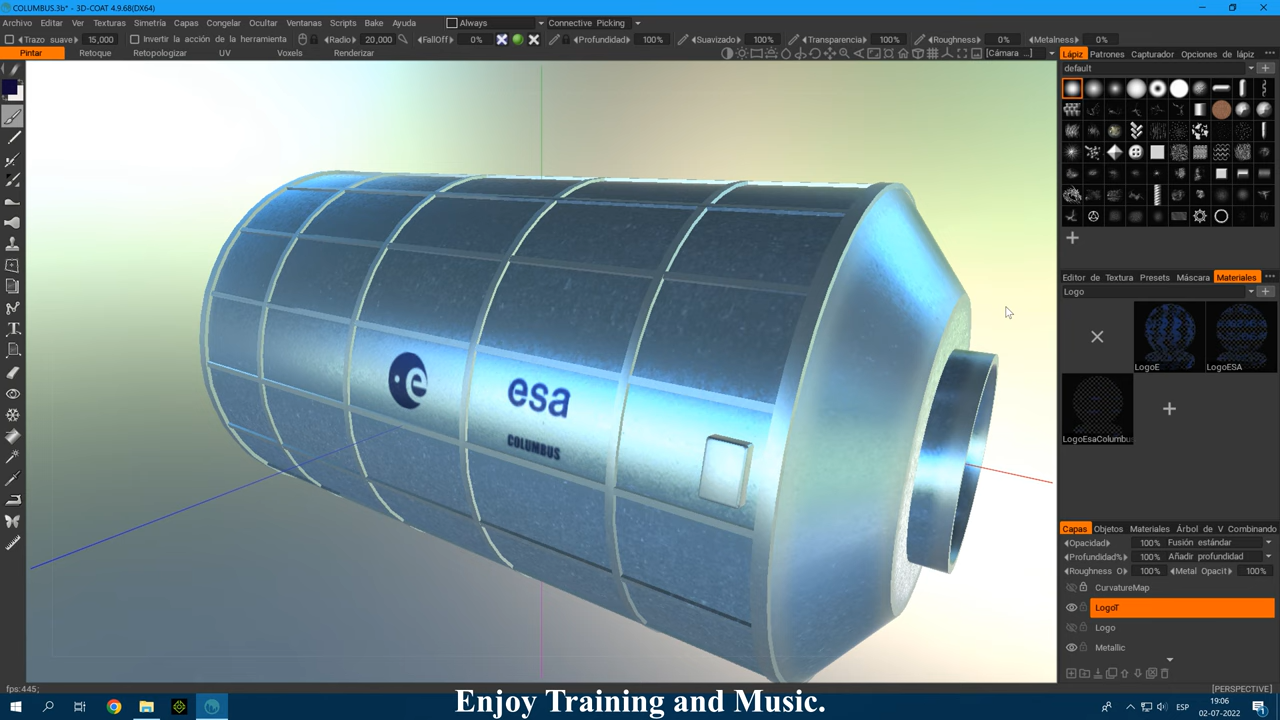 COLUMBUS.3b* - 3D-COAT 4.9.68(DX64)
Archivo Editar Ver Texturas Simetría Capas Congelar Ocultar Ventanas Scripts Bake Ayuda Always Connective Picking
Trazo suave 15,000 Invertir la acción de la herramienta Radio 20,000 FallOff 0% Profundidad 100% Suavizado 100% Transparencia 100% Roughness 0% Metalness 0%
Pintar Retoque Retopologizar UV Voxels Renderizar
[Cámara ...]
Lápiz Patrones Capturador Opciones de lápiz
default
Editor de Textura Presets Máscara Materiales
Logo
LogoE LogoESA
LogoEsaColumbus
e
esa
COLUMBUS
Capas Objetos Materiales Árbol de V Combinando
Opacidad 100% Fusión estándar
Profundidad% 100% Añadir profundidad
Roughness O 100% Metal Opacit 100%
CurvatureMap
LogoT
Logo
Metallic
fps:445;
[PERSPECTIVE]
Enjoy Training and Music.
ESP
19:06
02-07-2022
1